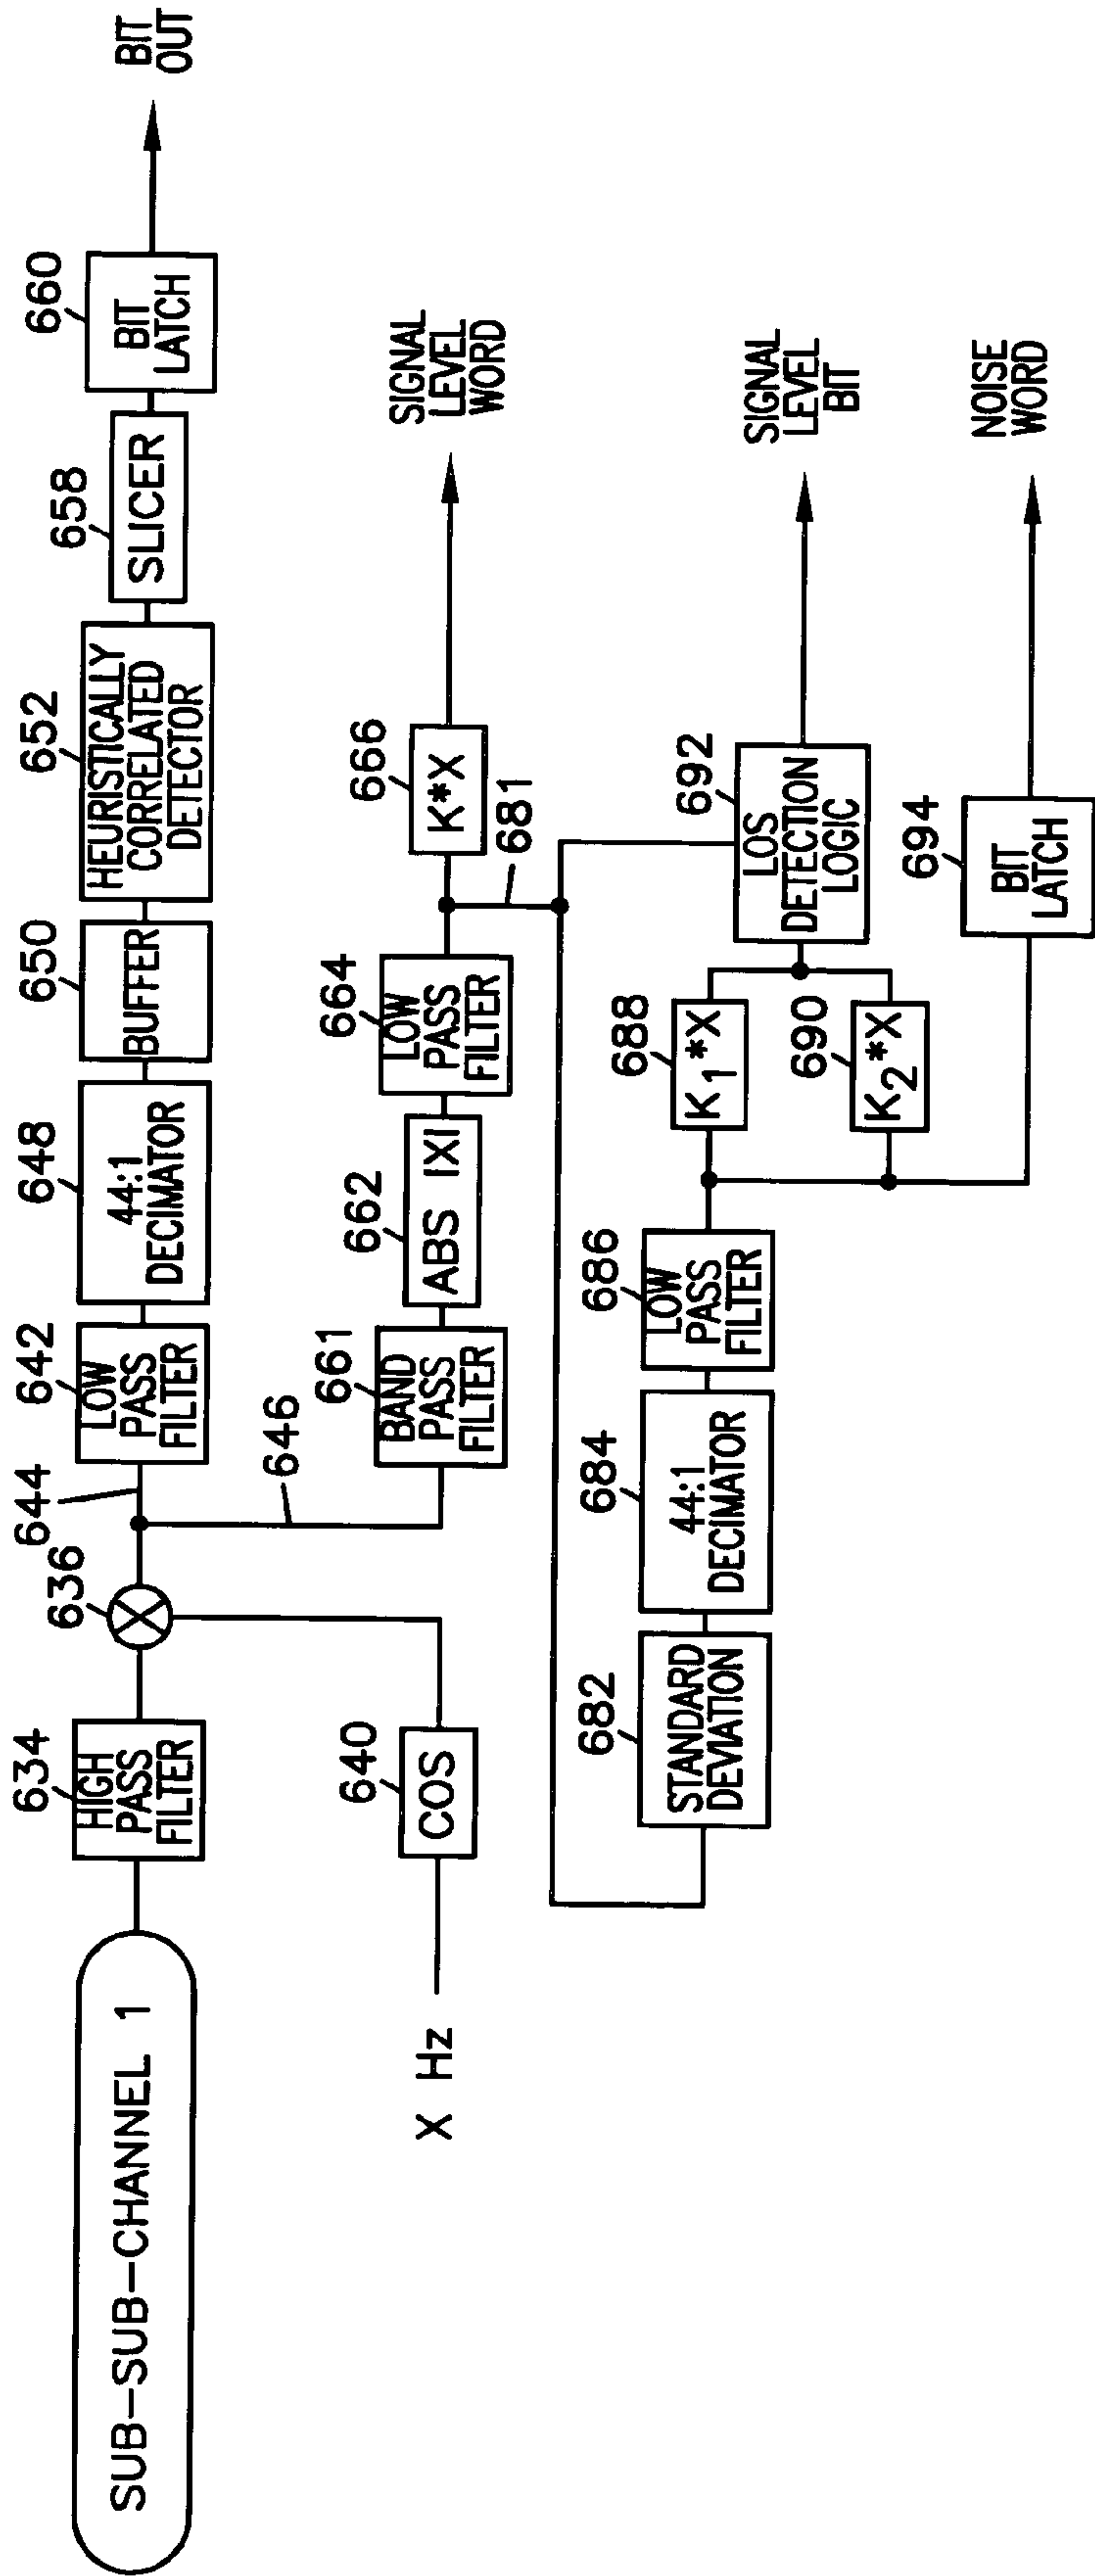 SUB-SUB-CHANNEL 1
634
HIGH
PASS
FILTER
636
X
644
642
LOW
PASS
FILTER
648
44:1
DECIMATOR
650
BUFFER
652
HEURISTICALLY
CORRELATED
DETECTOR
658
SLICER
660
BIT
LATCH
BIT
OUT
X Hz
640
COS
646
661
BAND
PASS
FILTER
662
ABS |X|
664
LOW
PASS
FILTER
666
K*X
681
SIGNAL
LEVEL
WORD
682
STANDARD
DEVIATION
684
44:1
DECIMATOR
686
LOW
PASS
FILTER
688
K1*X
690
K2*X
692
LOS
DETECTION
LOGIC
SIGNAL
LEVEL
BIT
694
BIT
LATCH
NOISE
WORD